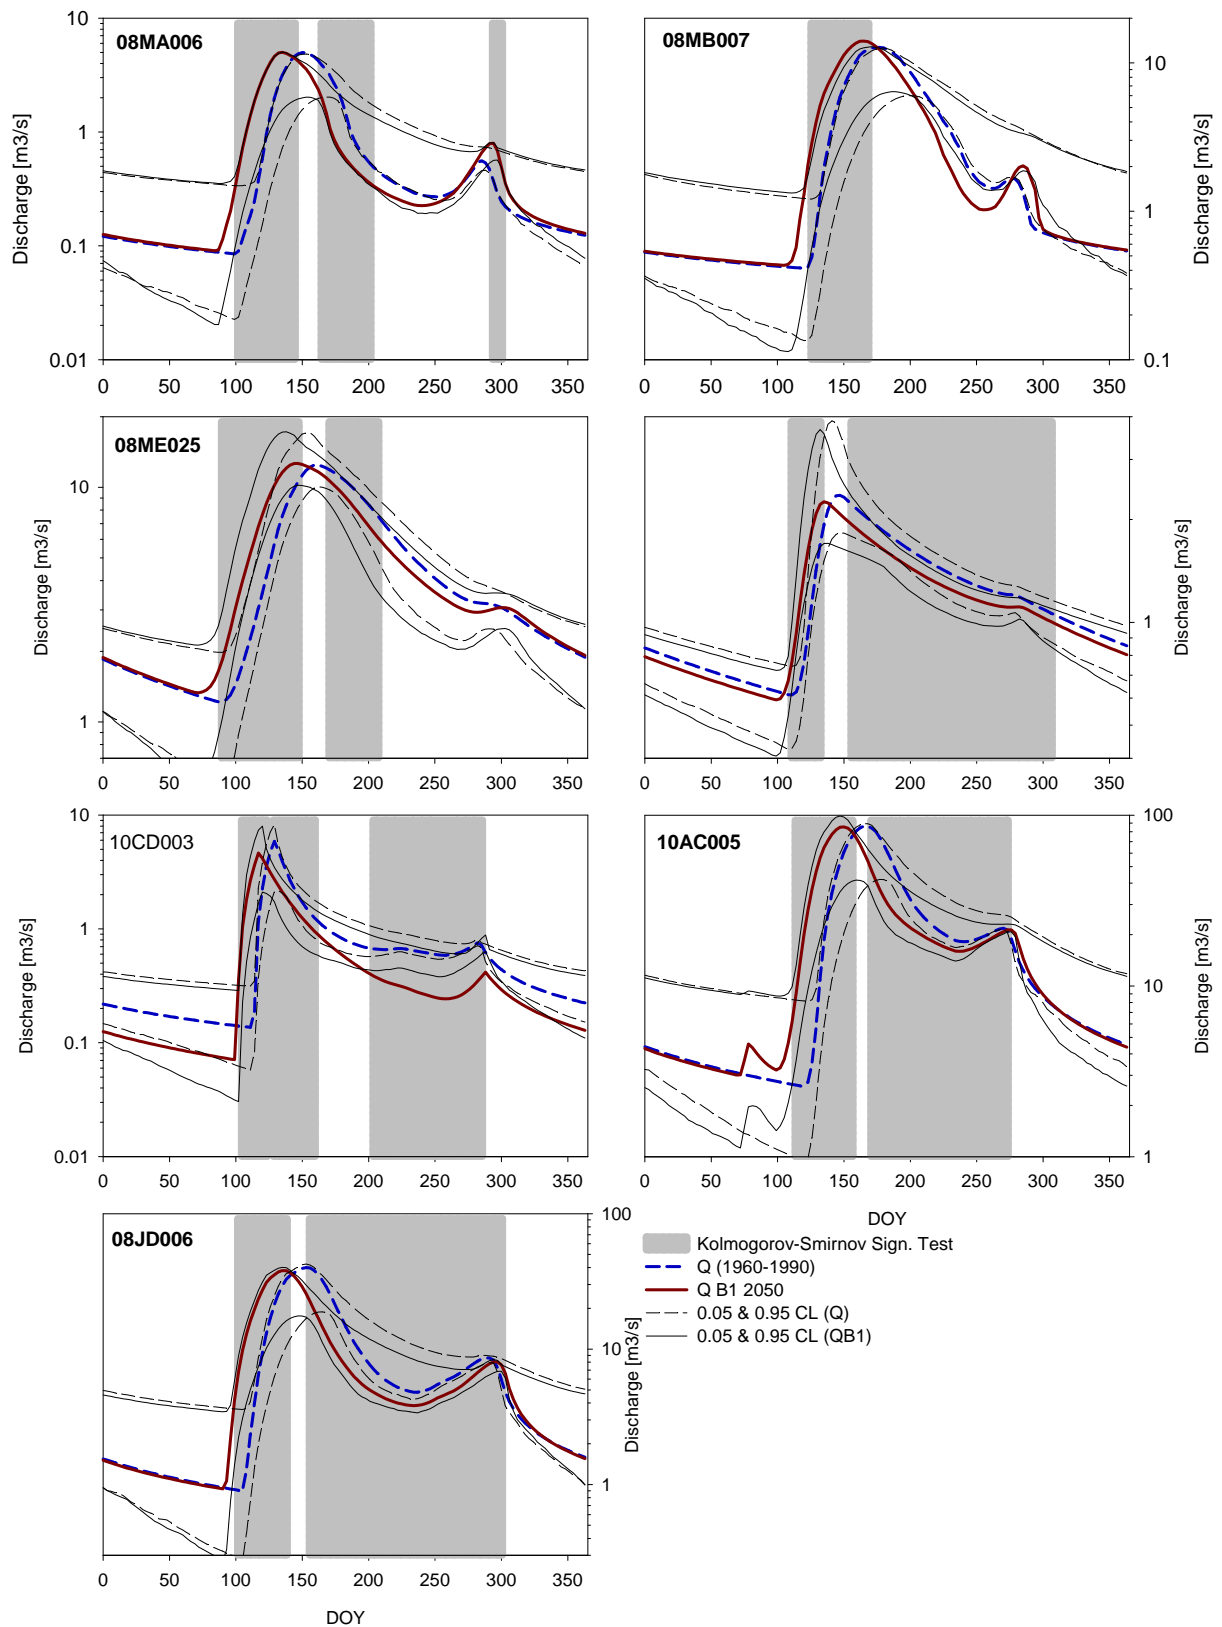 10
08MA006
1
0.1
0.01
Discharge [m3/s]
0 50 100 150 200 250 300 350
08MB007
10
1
0.1
Discharge [m3/s]
0 50 100 150 200 250 300 350
08ME025
10
1
Discharge [m3/s]
0 50 100 150 200 250 300 350
1
Discharge [m3/s]
0 50 100 150 200 250 300 350
10
10CD003
1
0.1
0.01
Discharge [m3/s]
0 50 100 150 200 250 300 350
100
10AC005
10
1
Discharge [m3/s]
0 50 100 150 200 250 300 350
DOY
100
08JD006
10
1
Discharge [m3/s]
0 50 100 150 200 250 300 350
DOY
Kolmogorov-Smirnov Sign. Test
Q (1960-1990)
Q B1 2050
0.05 & 0.95 CL (Q)
0.05 & 0.95 CL (QB1)